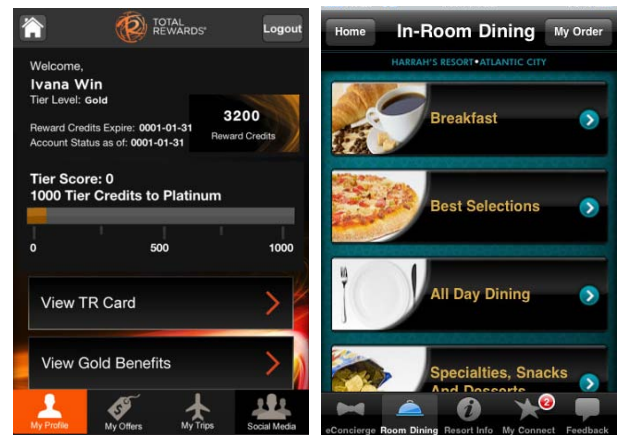 TOTAL
REWARDS®
Logout
Welcome,
Ivana Win
Tier Level: Gold
Reward Credits Expire: 0001-01-31
Account Status as of: 0001-01-31
3200
Reward Credits
Tier Score: 0
1000 Tier Credits to Platinum
0 500 1000
View TR Card
View Gold Benefits
My Profile My Offers My Trips Social Media
Home In-Room Dining My Order
HARRAH'S RESORT•ATLANTIC CITY
Breakfast
Best Selections
All Day Dining
Specialties, Snacks
And Desserts
2
eConcierge Room Dining Resort Info My Connect Feedback